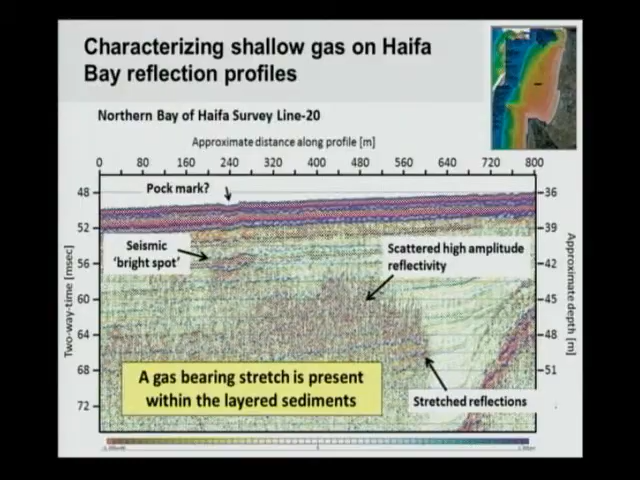 Characterizing shallow gas on Haifa
Bay reflection profiles
Northern Bay of Haifa Survey Line-20
Approximate distance along profile [m]
0 80 160 240 320 400 480 560 640 720 800
Pock mark?
48 36
52 39
Seismic
'bright spot'
Scattered high amplitude
reflectivity
56 42
60 45
64 48
68 51
72
Two-way-time [msec]
Approximate depth [m]
A gas bearing stretch is present
within the layered sediments
Stretched reflections